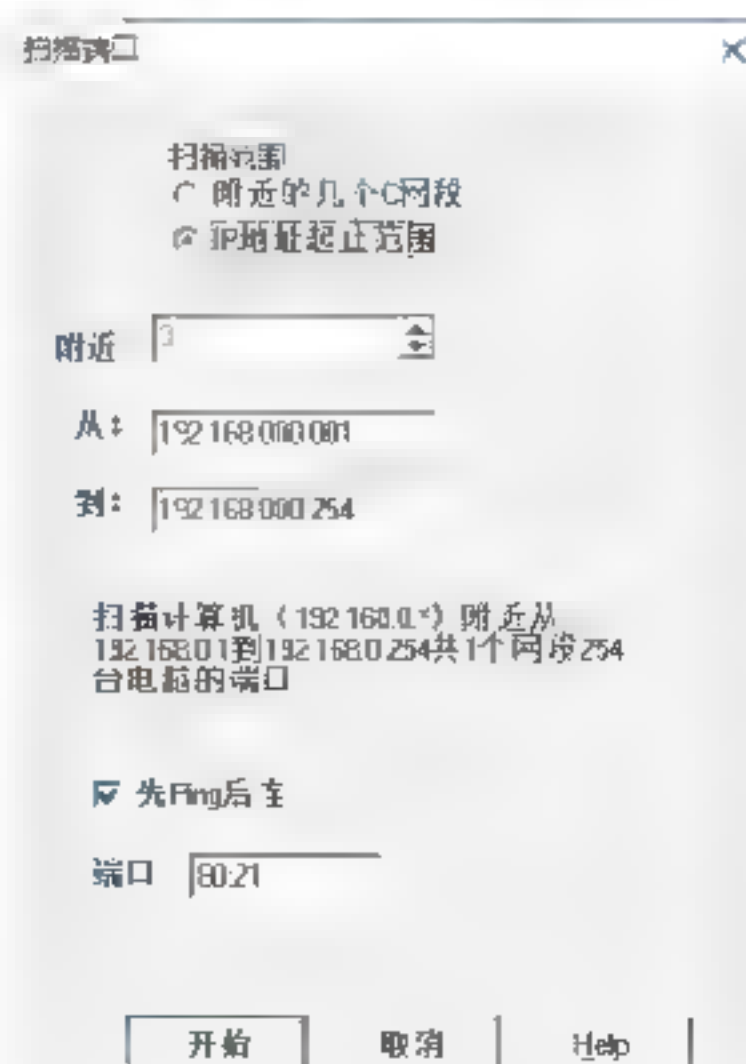 扫描端口
扫描范围
附近的几个C网段
IP地址起止范围
附近 3
从: 192.168.000.001
到: 192.168.000.254
扫描计算机（192.168.0.*）附近从
192.168.0.1到192.168.0.254共1个网段254
台电脑的端口
先Ping后查
端口 80;21
开始 取消 Help